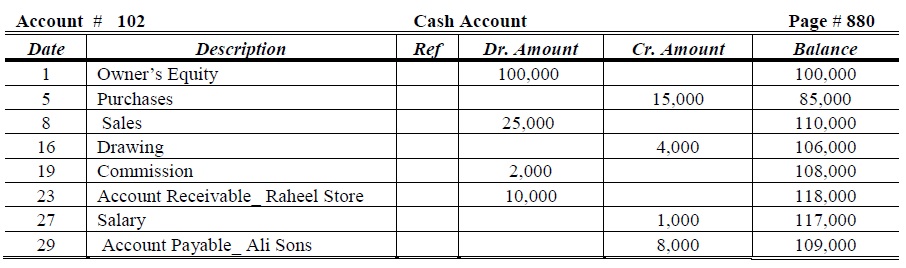 Account # 102 Cash Account Page # 880
Date Description Ref Dr. Amount Cr. Amount Balance
1 Owner's Equity 100,000 100,000
5 Purchases 15,000 85,000
8 Sales 25,000 110,000
16 Drawing 4,000 106,000
19 Commission 2,000 108,000
23 Account Receivable_ Raheel Store 10,000 118,000
27 Salary 1,000 117,000
29 Account Payable_ Ali Sons 8,000 109,000